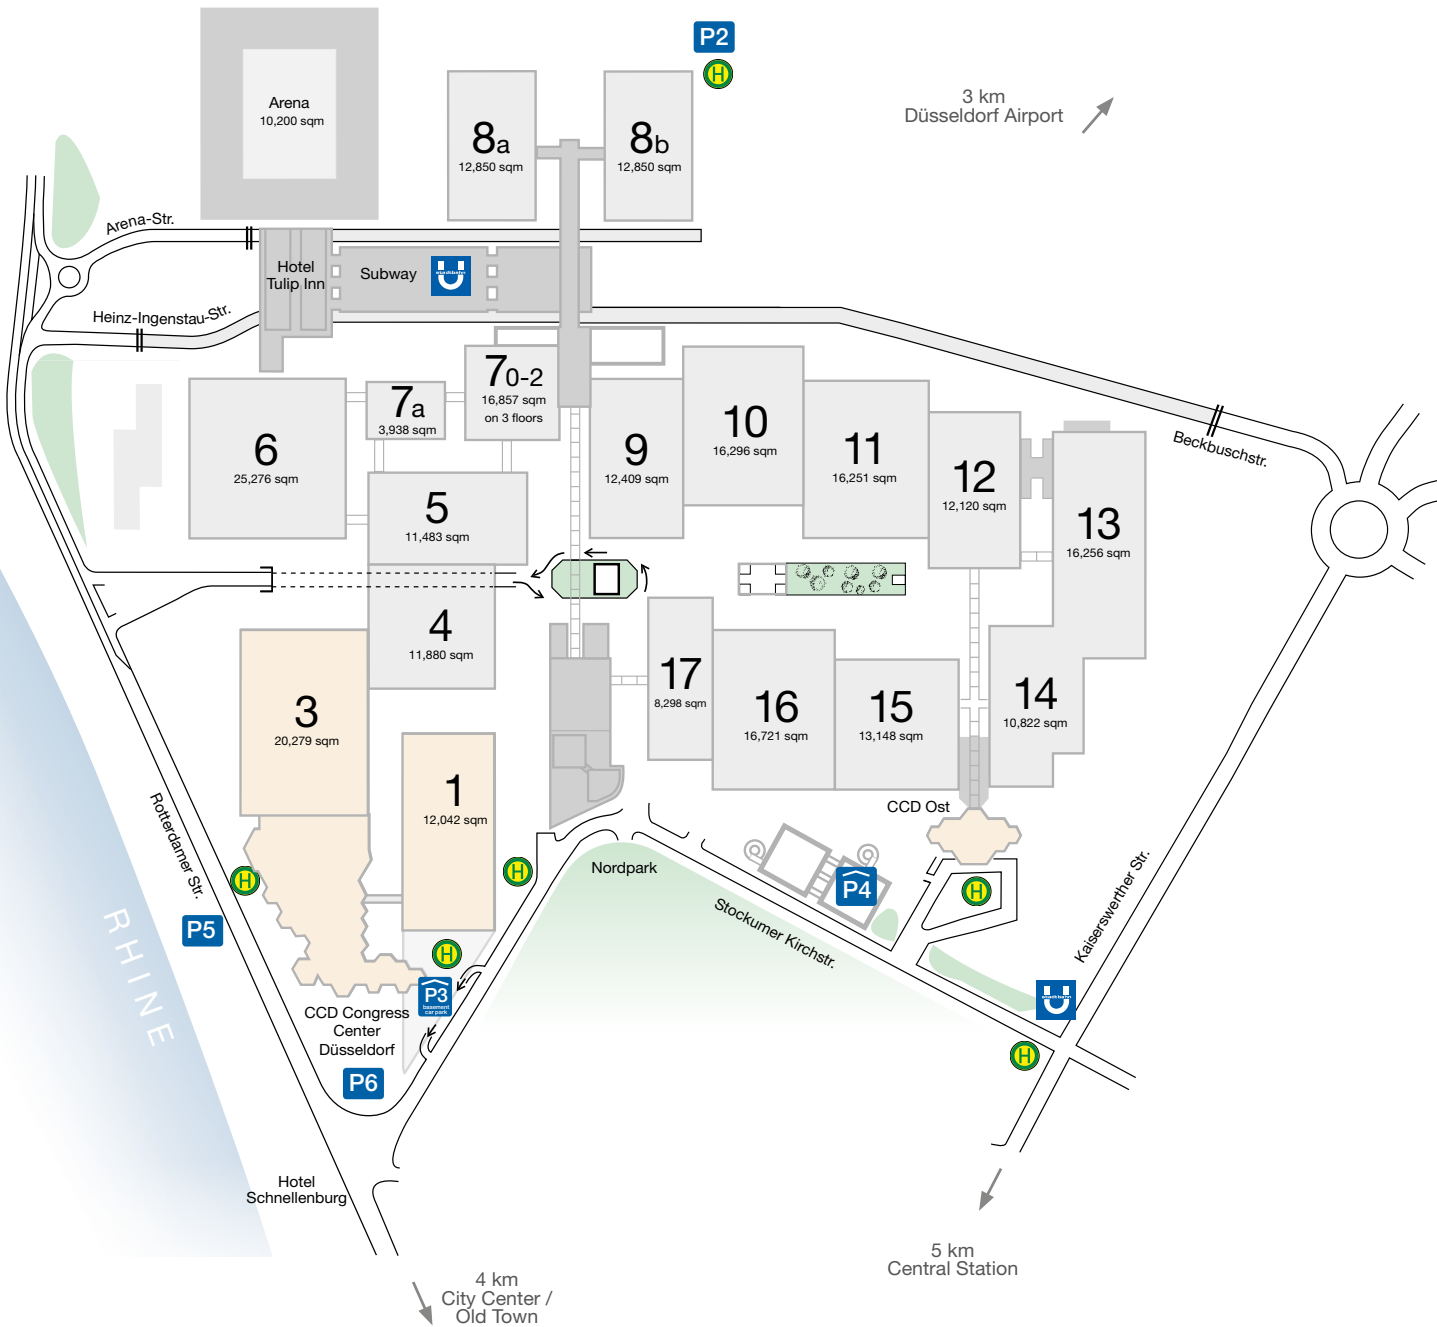 P2
H
Arena
10,200 sqm
3 km
Düsseldorf Airport
8a
12,850 sqm
8b
12,850 sqm
Arena-Str.
Hotel
Tulip Inn
Subway
U
Heinz-Ingenstau-Str.
70-2
16,857 sqm
on 3 floors
7a
3,938 sqm
6
25,276 sqm
9
12,409 sqm
10
16,296 sqm
11
16,251 sqm
12
12,120 sqm
13
16,256 sqm
Beckbuschstr.
5
11,483 sqm
4
11,880 sqm
3
20,279 sqm
17
8,298 sqm
16
16,721 sqm
15
13,148 sqm
14
10,822 sqm
1
12,042 sqm
CCD Ost
Rotterdamer Str.
H
H
Nordpark
P4
H
P5
Stockumer Kirchstr.
Kaiserswerther Str.
RHINE
H
P3
basement
car park
U
CCD Congress
Center
Düsseldorf
H
P6
Hotel
Schnellenburg
5 km
Central Station
4 km
City Center /
Old Town